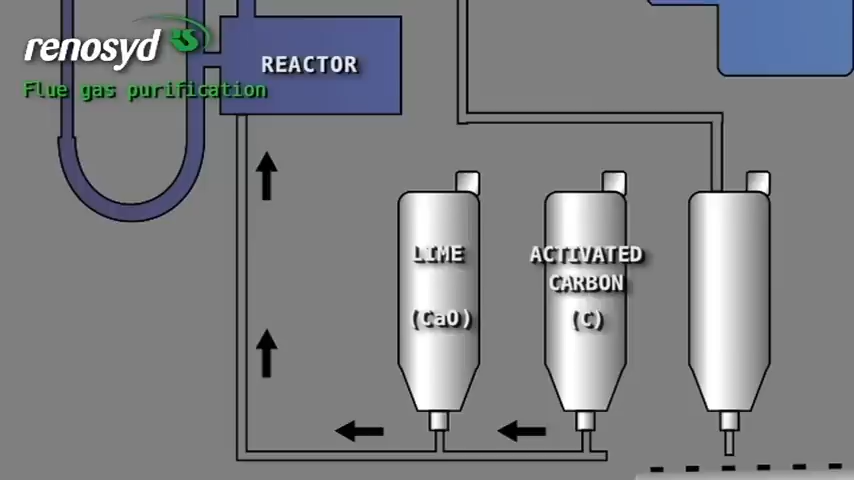 renosyd
Flue gas purification
REACTOR
LIME
(CaO)
ACTIVATED
CARBON
(C)